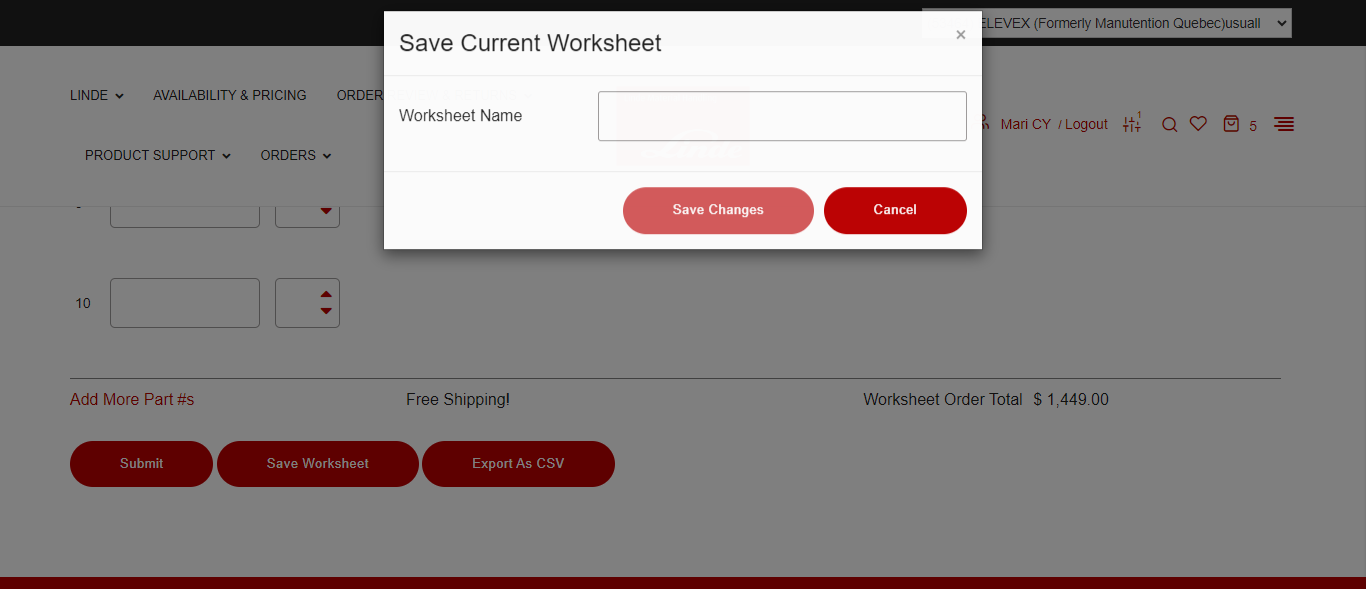 ELEVEX (Formerly Manutention Quebec)usuall
Save Current Worksheet
×
LINDE
AVAILABILITY & PRICING
Worksheet Name
Mari CY / Logout
1
5
PRODUCT SUPPORT
ORDERS
Save Changes
Cancel
10
Add More Part #s
Free Shipping!
Worksheet Order Total $ 1,449.00
Submit
Save Worksheet
Export As CSV